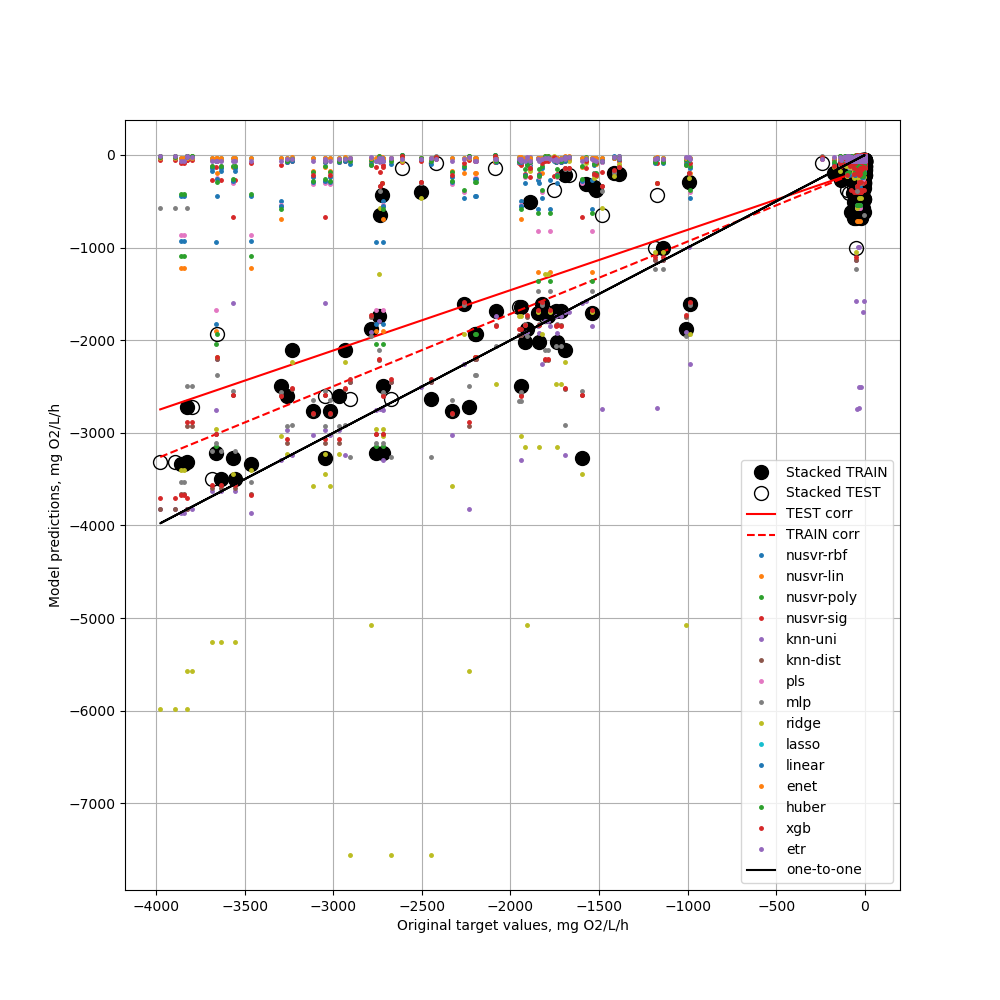 0
−1000
−2000
−3000
−4000
−5000
−6000
−7000
Model predictions, mg O2/L/h
−4000
−3500
−3000
−2500
−2000
−1500
−1000
−500
0
Original target values, mg O2/L/h
Stacked TRAIN
Stacked TEST
TEST corr
TRAIN corr
nusvr-rbf
nusvr-lin
nusvr-poly
nusvr-sig
knn-uni
knn-dist
pls
mlp
ridge
lasso
linear
enet
huber
xgb
etr
one-to-one